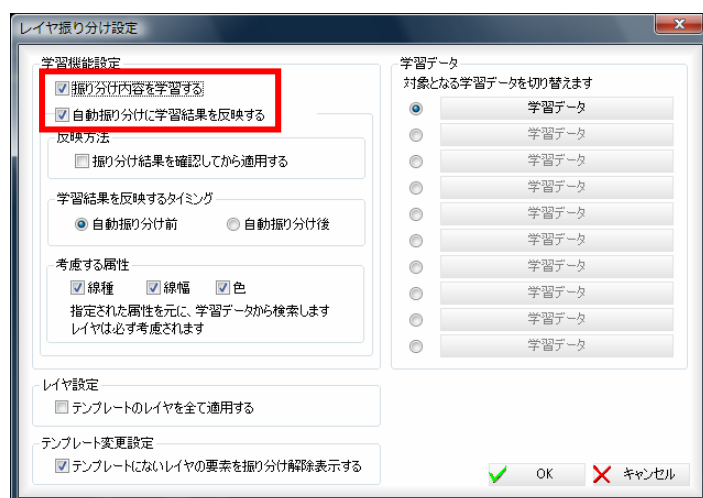 レイヤ振り分け設定
学習機能設定
振り分け内容を学習する
自動振り分けに学習結果を反映する
反映方法
振り分け結果を確認してから適用する
学習結果を反映するタイミング
自動振り分け前
自動振り分け後
考慮する属性
線種
線幅
色
指定された属性を元に、学習データから検索します
レイヤは必ず考慮されます
レイヤ設定
テンプレートのレイヤを全て適用する
テンプレート変更設定
テンプレートにないレイヤの要素を振り分け解除表示する
学習データ
対象となる学習データを切り替えます
学習データ
学習データ
学習データ
学習データ
学習データ
学習データ
学習データ
学習データ
学習データ
学習データ
OK
キャンセル